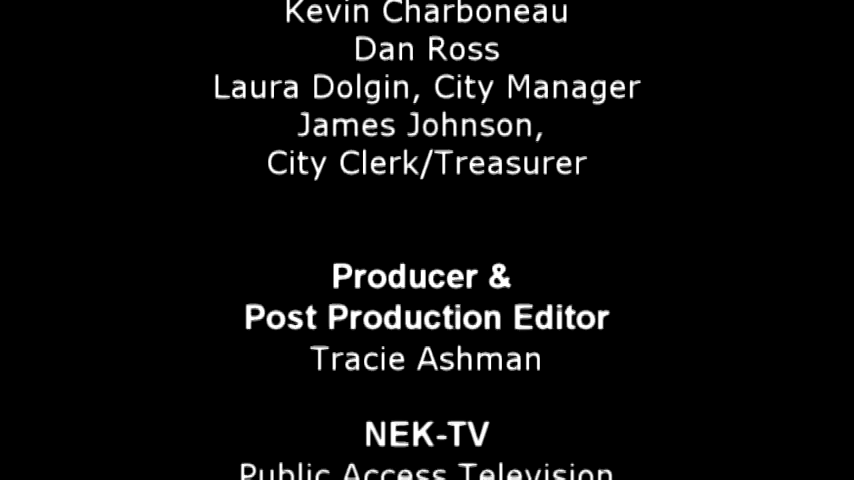 Kevin Charboneau
Dan Ross
Laura Dolgin, City Manager
James Johnson,
City Clerk/Treasurer
Producer &
Post Production Editor
Tracie Ashman
NEK-TV
Public Access Television